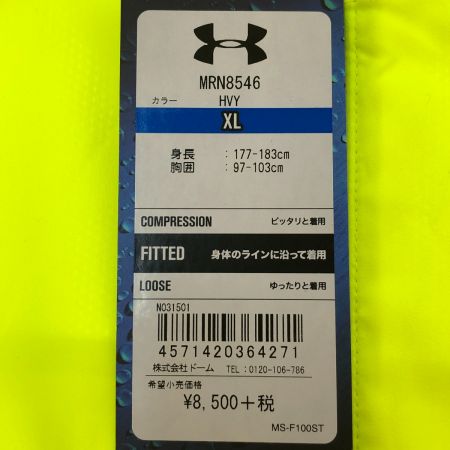 MRN8546
カラー HVY
XL
身長 : 177-183cm
胸囲 : 97-103cm
COMPRESSION ピッタリと着用
FITTED 身体のラインに沿って着用
LOOSE ゆったりと着用
N031501
4571420364271
株式会社ドーム TEL:0120-106-786
希望小売価格
¥8,500+税
MS-F100ST